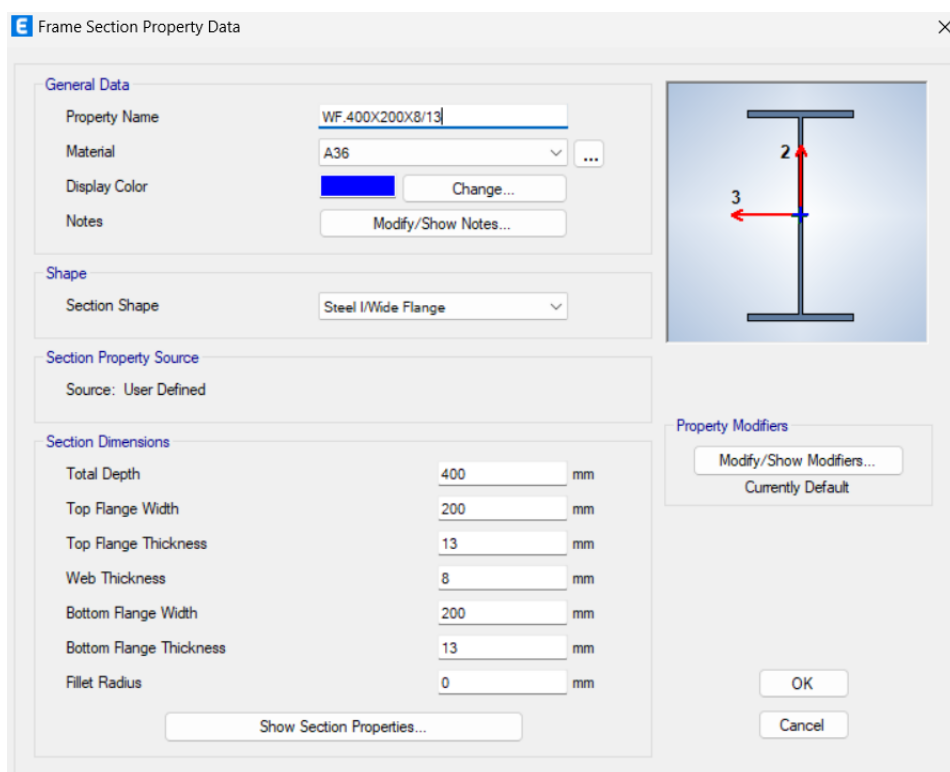 E Frame Section Property Data
General Data
Property Name WF.400X200X8/13
Material A36 ...
Display Color Change...
Notes Modify/Show Notes...
Shape
Section Shape Steel I/Wide Flange
Section Property Source
Source: User Defined
Section Dimensions
Total Depth 400 mm
Top Flange Width 200 mm
Top Flange Thickness 13 mm
Web Thickness 8 mm
Bottom Flange Width 200 mm
Bottom Flange Thickness 13 mm
Fillet Radius 0 mm
Show Section Properties...
2
3
Property Modifiers
Modify/Show Modifiers...
Currently Default
OK
Cancel